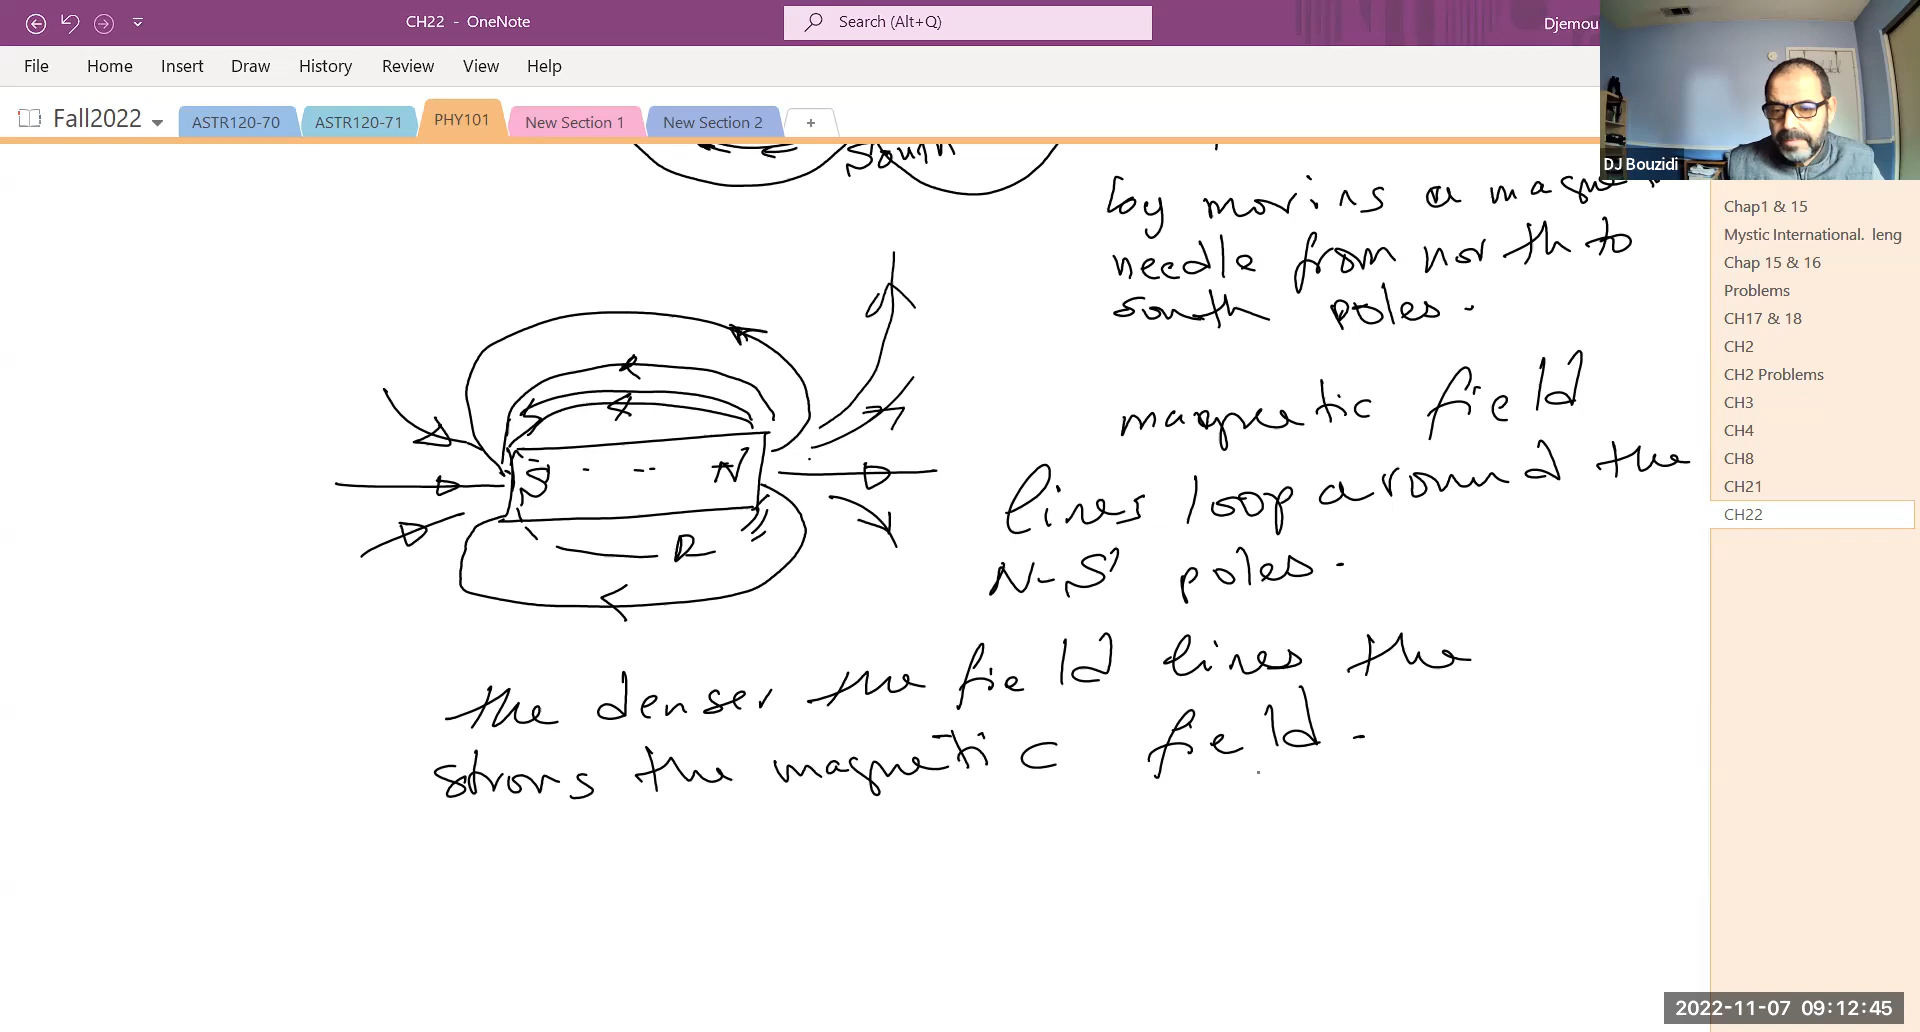 CH22 - OneNote
Search (Alt+Q)
Djemou
File Home Insert Draw History Review View Help
Fall2022
ASTR120-70
ASTR120-71
PHY101
New Section 1
New Section 2
+
DJ Bouzidi
Chap1 & 15
Mystic International. leng
Chap 15 & 16
Problems
CH17 & 18
CH2
CH2 Problems
CH3
CH4
CH8
CH21
CH22
South
by moving a
needle from north to
south poles.
S N
magnetic field
lines loop around the
N-S poles.
the denser the field lines the
strong the magnetic field.
2022-11-07 09:12:45